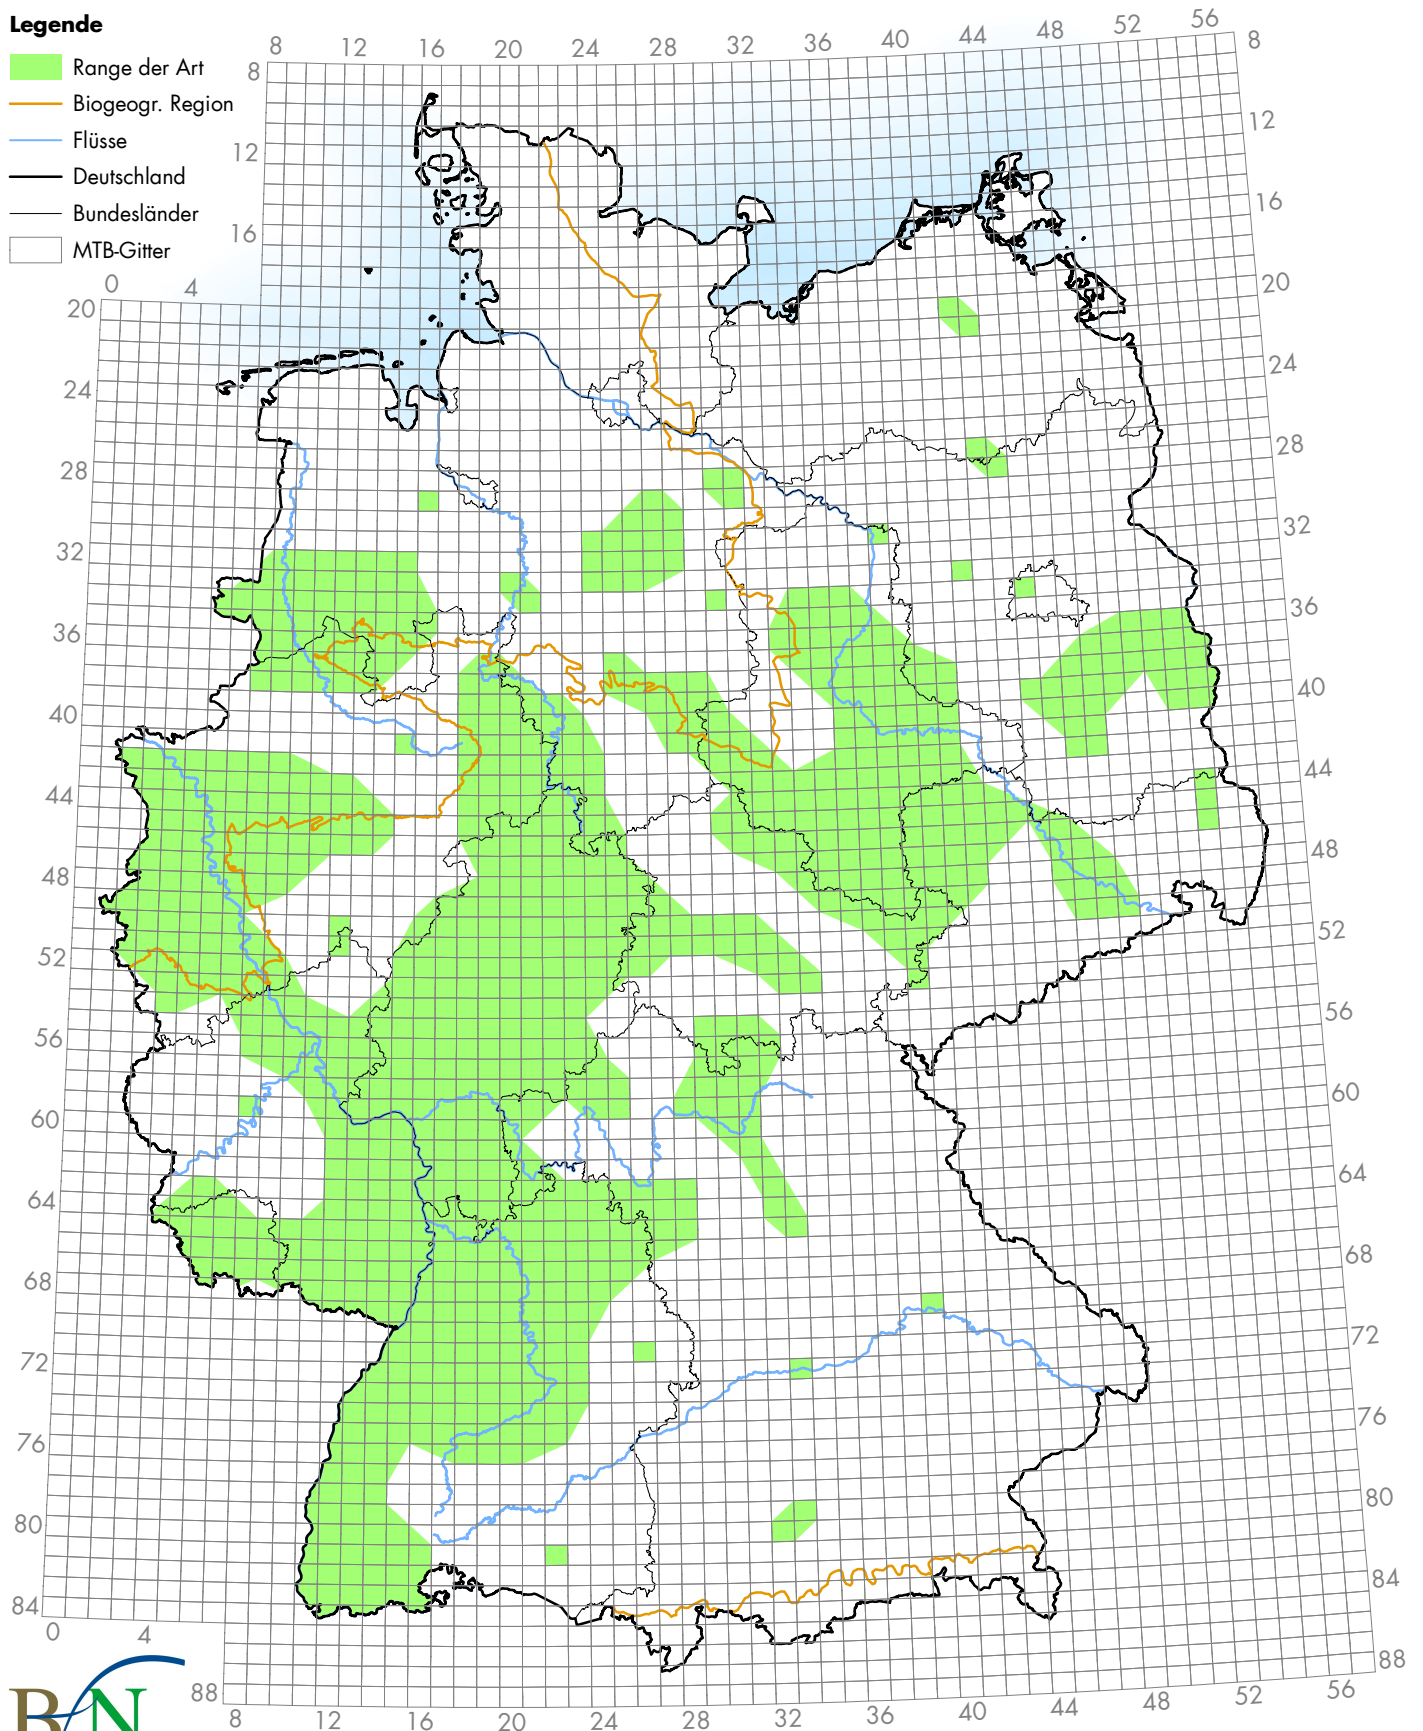 Legende
Range der Art
Biogeogr. Region
Flüsse
Deutschland
Bundesländer
MTB-Gitter
8 12 16 20 24 28 32 36 40 44 48 52 56
8 8
12 12
16 16
0 4
20 20
24 24
28 28
32 32
36 36
40 40
44 44
48 48
52 52
56 56
60 60
64 64
68 68
72 72
76 76
80 80
84 84
0 4
88 88
8 12 16 20 24 28 32 36 40 44 48 52 56
BfN